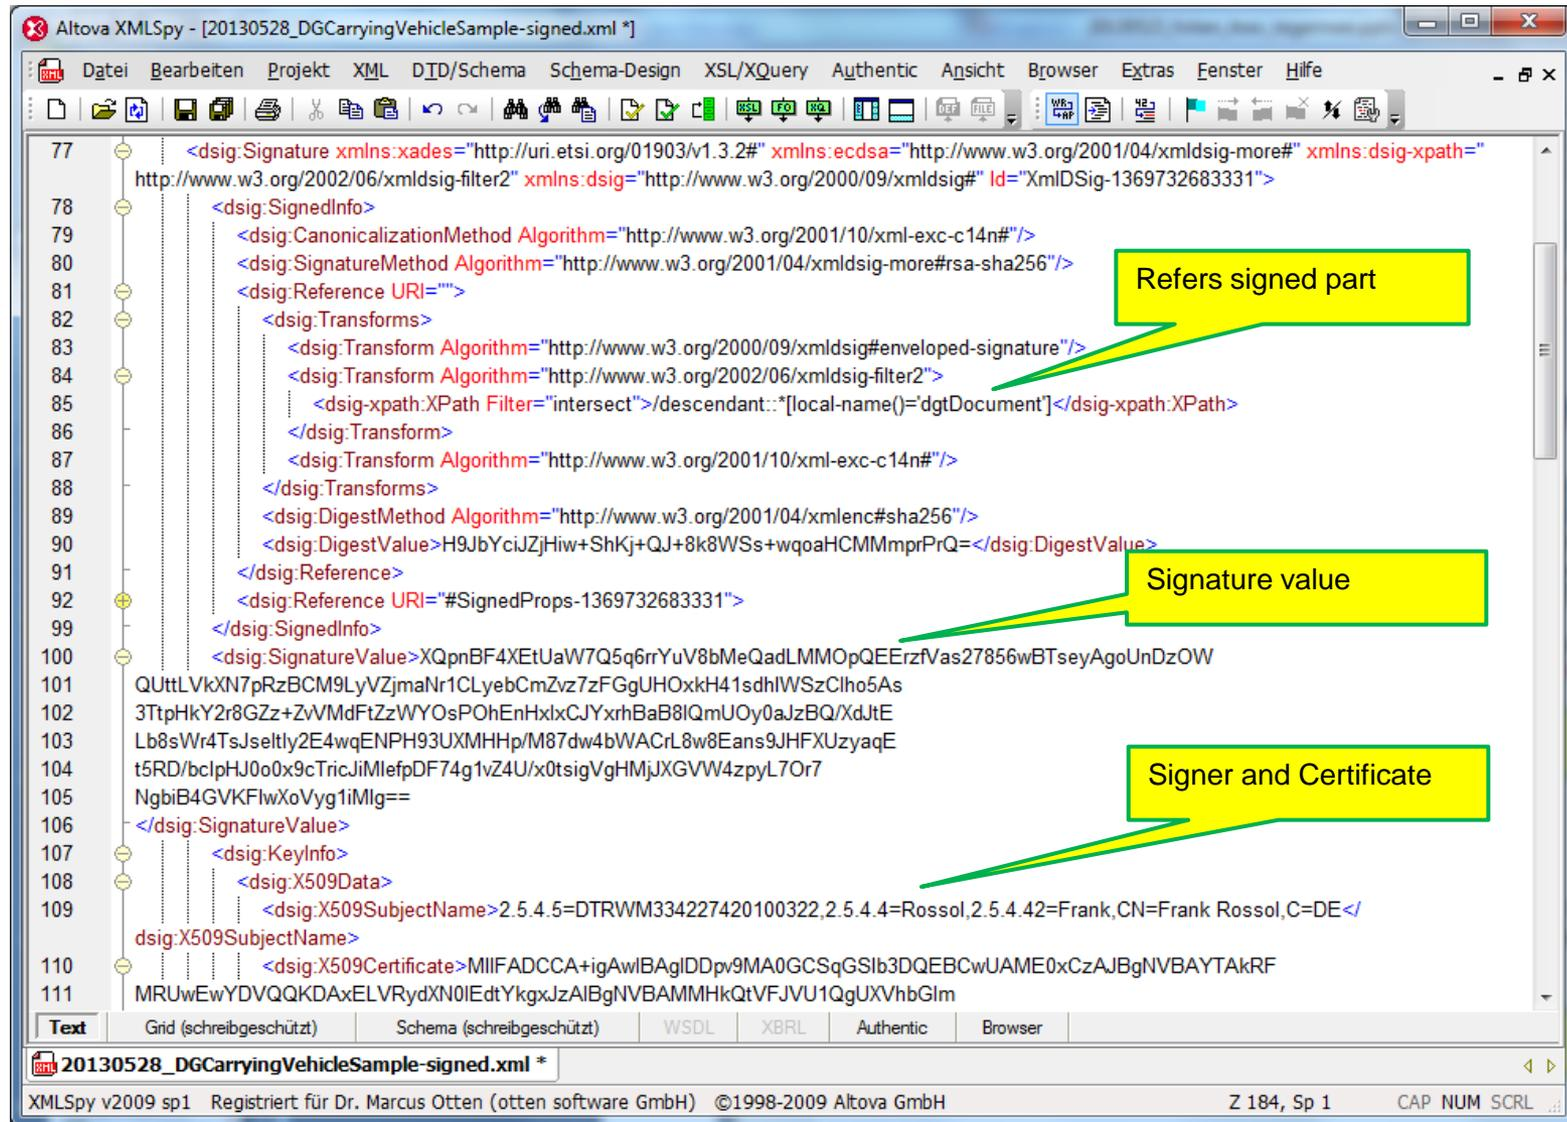 Altova XMLSpy - [20130528_DGCarryingVehicleSample-signed.xml *]
Datei Bearbeiten Projekt XML DTD/Schema Schema-Design XSL/XQuery Authentic Ansicht Browser Extras Fenster Hilfe
77 <dsig:Signature xmlns:xades="http://uri.etsi.org/01903/v1.3.2#" xmlns:ecdsa="http://www.w3.org/2001/04/xmldsig-more#" xmlns:dsig-xpath="
http://www.w3.org/2002/06/xmldsig-filter2" xmlns:dsig="http://www.w3.org/2000/09/xmldsig#" Id="XmlDSig-1369732683331">
78 <dsig:SignedInfo>
79 <dsig:CanonicalizationMethod Algorithm="http://www.w3.org/2001/10/xml-exc-c14n#"/>
80 <dsig:SignatureMethod Algorithm="http://www.w3.org/2001/04/xmldsig-more#rsa-sha256"/>
Refers signed part
81 <dsig:Reference URI="">
82 <dsig:Transforms>
83 <dsig:Transform Algorithm="http://www.w3.org/2000/09/xmldsig#enveloped-signature"/>
84 <dsig:Transform Algorithm="http://www.w3.org/2002/06/xmldsig-filter2">
85 <dsig-xpath:XPath Filter="intersect">/descendant::*[local-name()='dgtDocument']</dsig-xpath:XPath>
86 </dsig:Transform>
87 <dsig:Transform Algorithm="http://www.w3.org/2001/10/xml-exc-c14n#"/>
88 </dsig:Transforms>
89 <dsig:DigestMethod Algorithm="http://www.w3.org/2001/04/xmlenc#sha256"/>
90 <dsig:DigestValue>H9JbYciJZjHiw+ShKj+QJ+8k8WSs+wqoaHCMMmprPrQ=</dsig:DigestValue>
91 </dsig:Reference>
Signature value
92 <dsig:Reference URI="#SignedProps-1369732683331">
99 </dsig:SignedInfo>
100 <dsig:SignatureValue>XQpnBF4XEtUaW7Q5q6rrYuV8bMeQadLMMOpQEErzfVas27856wBTseyAgoUnDzOW
101 QUttLVkXN7pRzBCM9LyVZjmaNr1CLyebCmZvz7zFGgUHOxkH41sdhIWSzClho5As
102 3TtpHkY2r8GZz+ZvVMdFtZzWYOsPOhEnHxlxCJYxrhBaB8lQmUOy0aJzBQ/XdJtE
103 Lb8sWr4TsJseltly2E4wqENPH93UXMHHp/M87dw4bWACrL8w8Eans9JHFXUzyaqE
104 t5RD/bcIpHJ0o0x9cTricJiMlefpDF74g1vZ4U/x0tsigVgHMjJXGVW4zpyL7Or7
Signer and Certificate
105 NgbiB4GVKFIwXoVyg1iMlg==
106 </dsig:SignatureValue>
107 <dsig:KeyInfo>
108 <dsig:X509Data>
109 <dsig:X509SubjectName>2.5.4.5=DTRWM334227420100322,2.5.4.4=Rossol,2.5.4.42=Frank,CN=Frank Rossol,C=DE</
dsig:X509SubjectName>
110 <dsig:X509Certificate>MIIFADCCA+igAwIBAgIDDpv9MA0GCSqGSIb3DQEBCwUAME0xCzAJBgNVBAYTAkRF
111 MRUwEwYDVQQKDAxELVRydXN0IEdtYkgxJzAlBgNVBAMMHkQtVFJVU1QgUXVhbGlm
Text Grid (schreibgeschützt) Schema (schreibgeschützt) WSDL XBRL Authentic Browser
20130528_DGCarryingVehicleSample-signed.xml *
XMLSpy v2009 sp1 Registriert für Dr. Marcus Otten (otten software GmbH) ©1998-2009 Altova GmbH Z 184, Sp 1 CAP NUM SCRL